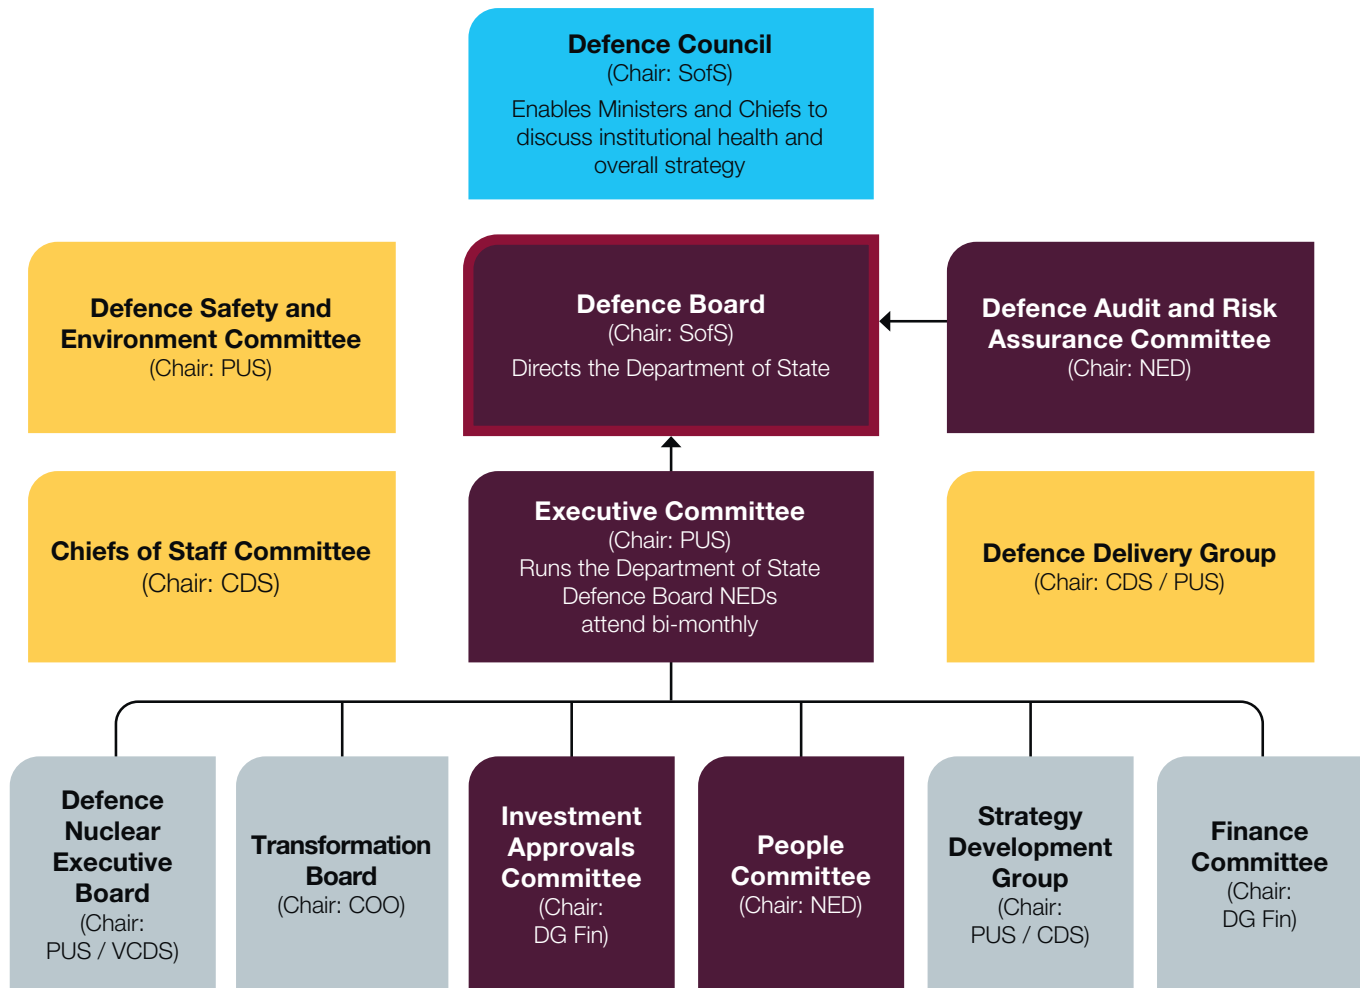 Defence Council
(Chair: SofS)
Enables Ministers and Chiefs to
discuss institutional health and
overall strategy
Defence Safety and
Environment Committee
(Chair: PUS)
Defence Board
(Chair: SofS)
Directs the Department of State
Defence Audit and Risk
Assurance Committee
(Chair: NED)
Chiefs of Staff Committee
(Chair: CDS)
Executive Committee
(Chair: PUS)
Runs the Department of State
Defence Board NEDs
attend bi-monthly
Defence Delivery Group
(Chair: CDS / PUS)
Defence
Nuclear
Executive
Board
(Chair:
PUS / VCDS)
Transformation
Board
(Chair: COO)
Investment
Approvals
Committee
(Chair:
DG Fin)
People
Committee
(Chair: NED)
Strategy
Development
Group
(Chair:
PUS / CDS)
Finance
Committee
(Chair:
DG Fin)